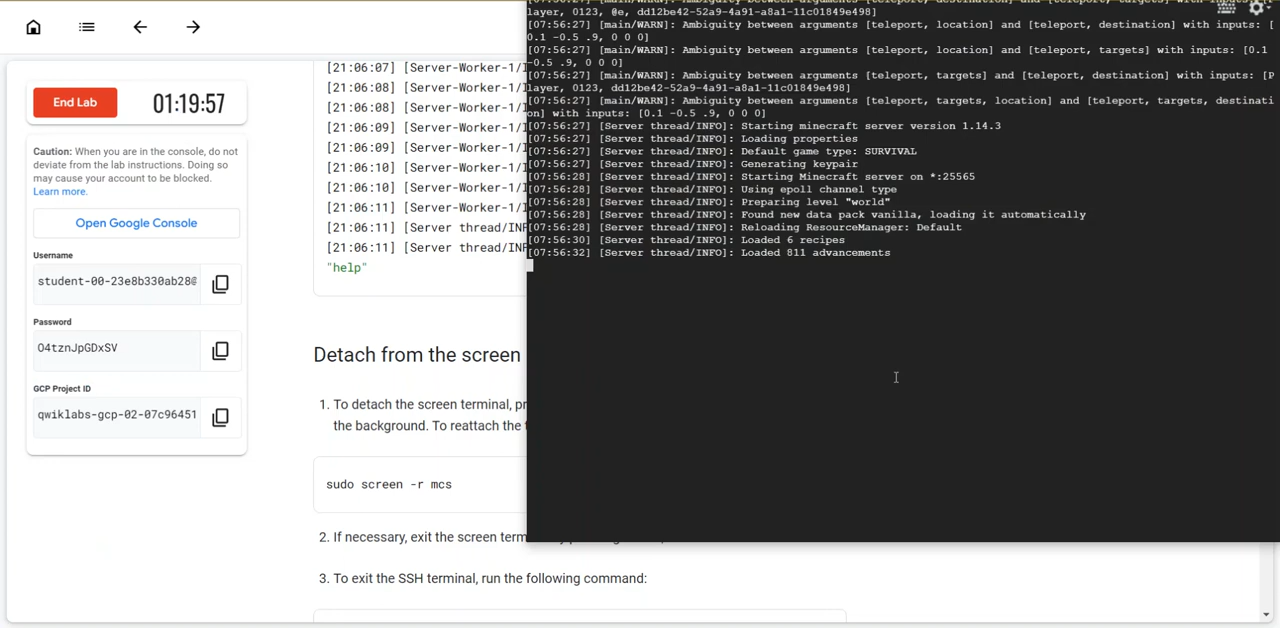 End Lab
01:19:57
Caution: When you are in the console, do not
deviate from the lab instructions. Doing so
may cause your account to be blocked.
Learn more.
Open Google Console
Username
student-00-23e8b330ab28@
Password
O4tznJpGDxSV
GCP Project ID
qwiklabs-gcp-02-07c96451
[21:06:07] [Server-Worker-1/I
[21:06:08] [Server-Worker-1/I
[21:06:08] [Server-Worker-1/I
[21:06:09] [Server-Worker-1/I
[21:06:09] [Server-Worker-1/I
[21:06:10] [Server-Worker-1/I
[21:06:10] [Server-Worker-1/I
[21:06:11] [Server-Worker-1/I
[21:06:11] [Server thread/INF
[21:06:11] [Server thread/INF
"help"
Detach from the screen
1. To detach the screen terminal, pr
the background. To reattach the t
sudo screen -r mcs
2. If necessary, exit the screen term
3. To exit the SSH terminal, run the following command:
layer, 0123, @e, dd12be42-52a9-4a91-a8a1-11c01849e498]
[07:56:27] [main/WARN]: Ambiguity between arguments [teleport, location] and [teleport, destination] with inputs: [
0.1 -0.5 .9, 0 0 0]
[07:56:27] [main/WARN]: Ambiguity between arguments [teleport, location] and [teleport, targets] with inputs: [0.1
-0.5 .9, 0 0 0]
[07:56:27] [main/WARN]: Ambiguity between arguments [teleport, targets] and [teleport, destination] with inputs: [P
layer, 0123, dd12be42-52a9-4a91-a8a1-11c01849e498]
[07:56:27] [main/WARN]: Ambiguity between arguments [teleport, targets, location] and [teleport, targets, destinati
on] with inputs: [0.1 -0.5 .9, 0 0 0]
[07:56:27] [Server thread/INFO]: Starting minecraft server version 1.14.3
[07:56:27] [Server thread/INFO]: Loading properties
[07:56:27] [Server thread/INFO]: Default game type: SURVIVAL
[07:56:27] [Server thread/INFO]: Generating keypair
[07:56:28] [Server thread/INFO]: Starting Minecraft server on *:25565
[07:56:28] [Server thread/INFO]: Using epoll channel type
[07:56:28] [Server thread/INFO]: Preparing level "world"
[07:56:28] [Server thread/INFO]: Found new data pack vanilla, loading it automatically
[07:56:28] [Server thread/INFO]: Reloading ResourceManager: Default
[07:56:30] [Server thread/INFO]: Loaded 6 recipes
[07:56:32] [Server thread/INFO]: Loaded 811 advancements